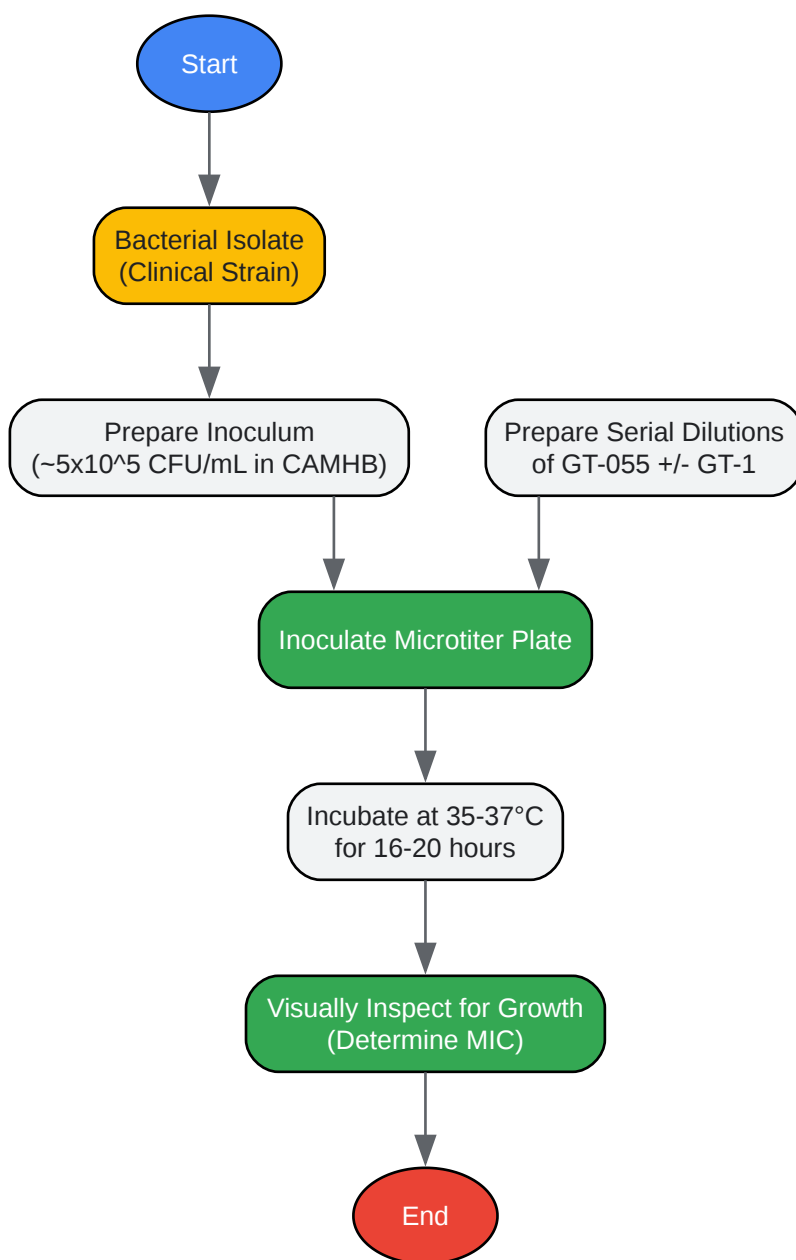 Start
Bacterial Isolate
(Clinical Strain)
Prepare Inoculum
(~5x10^5 CFU/mL in CAMHB)
Prepare Serial Dilutions
of GT-055 +/- GT-1
Inoculate Microtiter Plate
Incubate at 35-37°C
for 16-20 hours
Visually Inspect for Growth
(Determine MIC)
End